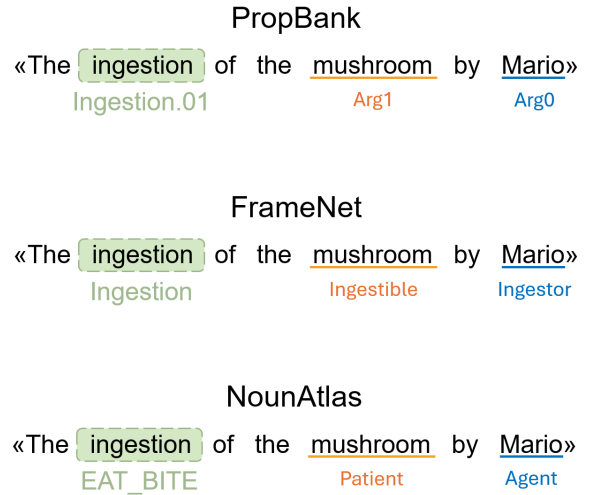 PropBank
«The ingestion of the mushroom by Mario»
Ingestion.01 Arg1 Arg0
FrameNet
«The ingestion of the mushroom by Mario»
Ingestion Ingestible Ingestor
NounAtlas
«The ingestion of the mushroom by Mario»
EAT_BITE Patient Agent